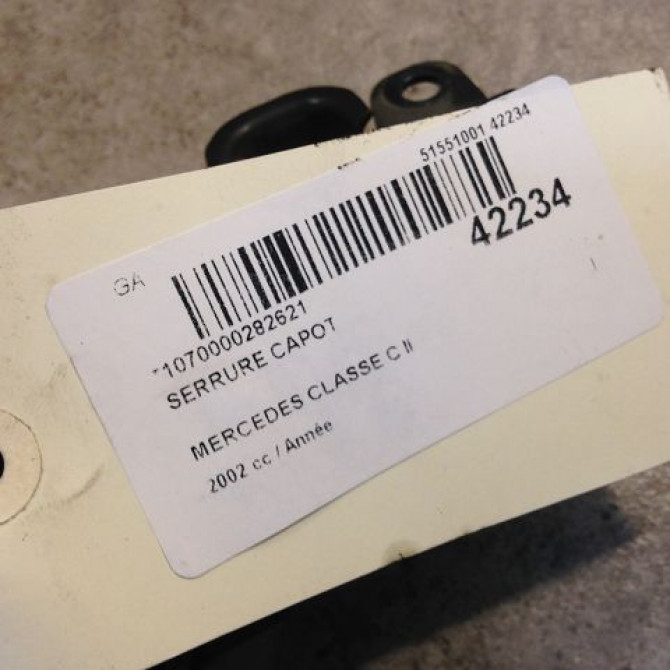 51551001 42234
GA
42234
*1070000282621
SERRURE CAPOT
MERCEDES CLASSE C II
2002 cc / Année